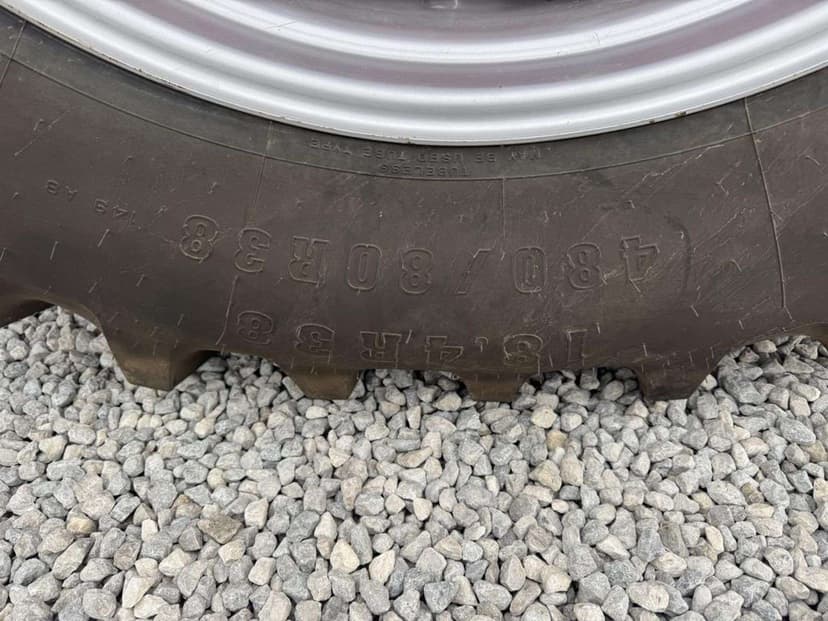 18.4R38
480/80R38
149 A8
TUBELESS
MAY BE USED TUBE TYPE